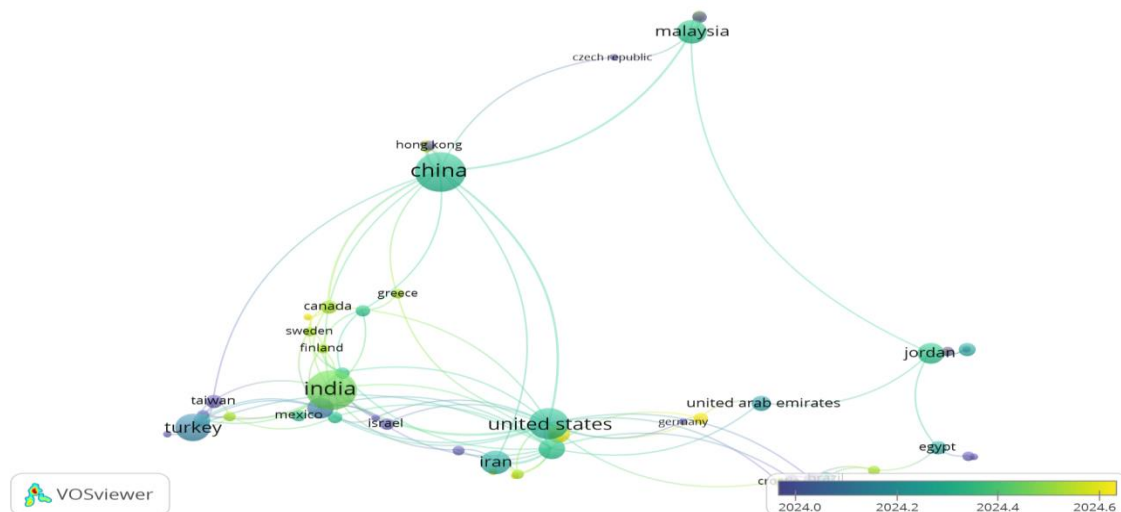 malaysia
czech republic
hong kong
china
greece
canada
sweden
finland
india
jordan
taiwan
united arab emirates
mexico
turkey
israel
united states
germany
egypt
iran
brazil
VOSviewer
2024.0 2024.2 2024.4 2024.6